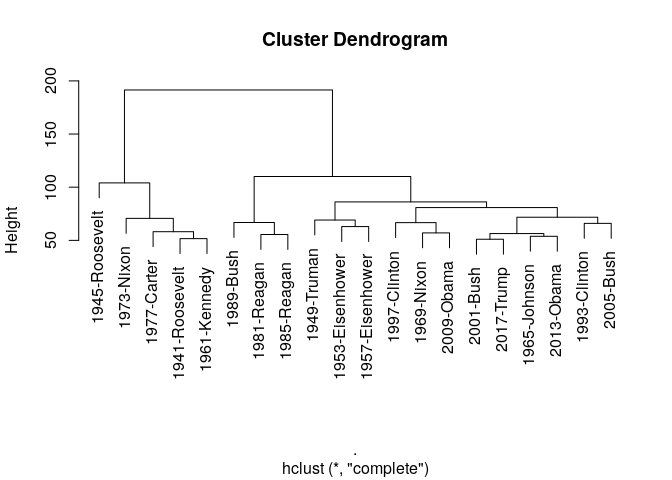 Cluster Dendrogram
Height
200
150
100
50
1945-Roosevelt
1973-Nixon
1977-Carter
1941-Roosevelt
1961-Kennedy
1989-Bush
1981-Reagan
1985-Reagan
1949-Truman
1953-Eisenhower
1957-Eisenhower
1997-Clinton
1969-Nixon
2009-Obama
2001-Bush
2017-Trump
1965-Johnson
2013-Obama
1993-Clinton
2005-Bush
.
hclust (*, "complete")